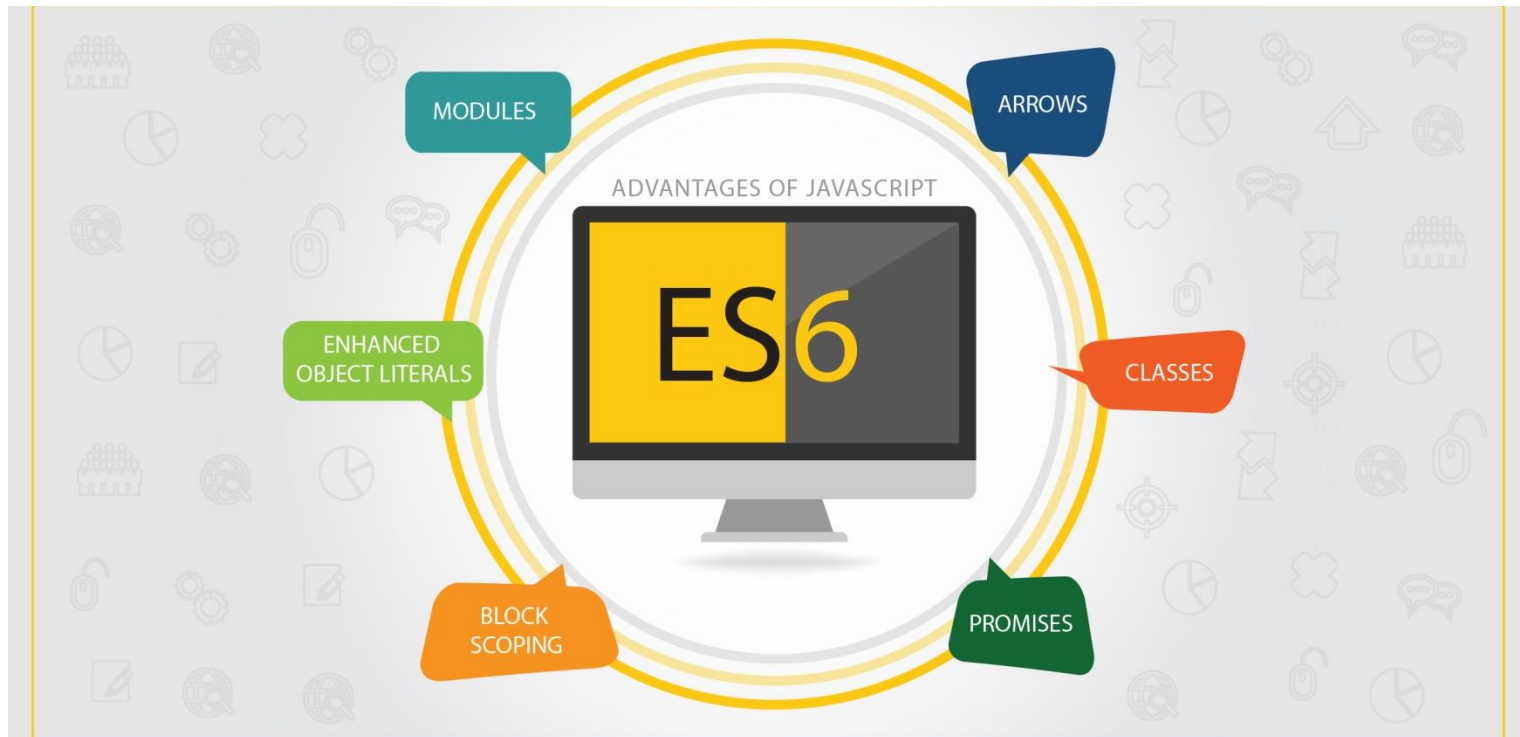 MODULES
ARROWS
ADVANTAGES OF JAVASCRIPT
ES6
ENHANCED
OBJECT LITERALS
CLASSES
BLOCK
SCOPING
PROMISES